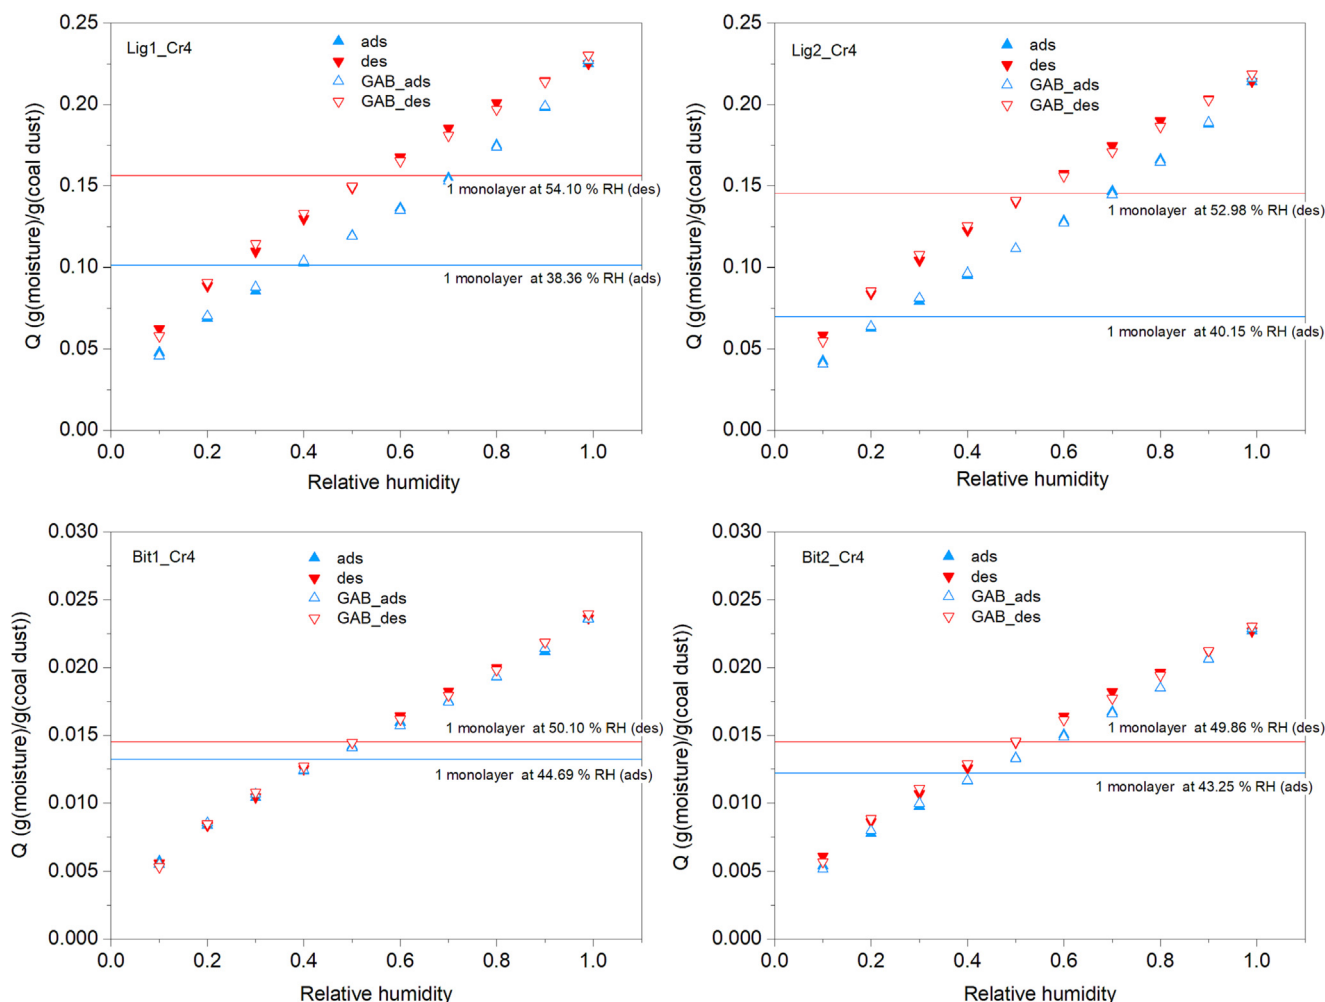 Lig1_Cr4
ads
des
GAB_ads
GAB_des
1 monolayer at 54.10 % RH (des)
1 monolayer at 38.36 % RH (ads)
0.25
0.20
0.15
0.10
0.05
0.00
0.0 0.2 0.4 0.6 0.8 1.0
Relative humidity
Q (g(moisture)/g(coal dust))
Lig2_Cr4
ads
des
GAB_ads
GAB_des
1 monolayer at 52.98 % RH (des)
1 monolayer at 40.15 % RH (ads)
0.25
0.20
0.15
0.10
0.05
0.00
0.0 0.2 0.4 0.6 0.8 1.0
Relative humidity
Q (g(moisture)/g(coal dust))
Bit1_Cr4
ads
des
GAB_ads
GAB_des
1 monolayer at 50.10 % RH (des)
1 monolayer at 44.69 % RH (ads)
0.030
0.025
0.020
0.015
0.010
0.005
0.000
0.0 0.2 0.4 0.6 0.8 1.0
Relative humidity
Q (g(moisture)/g(coal dust))
Bit2_Cr4
ads
des
GAB_ads
GAB_des
1 monolayer at 49.86 % RH (des)
1 monolayer at 43.25 % RH (ads)
0.030
0.025
0.020
0.015
0.010
0.005
0.000
0.0 0.2 0.4 0.6 0.8 1.0
Relative humidity
Q (g(moisture)/g(coal dust))